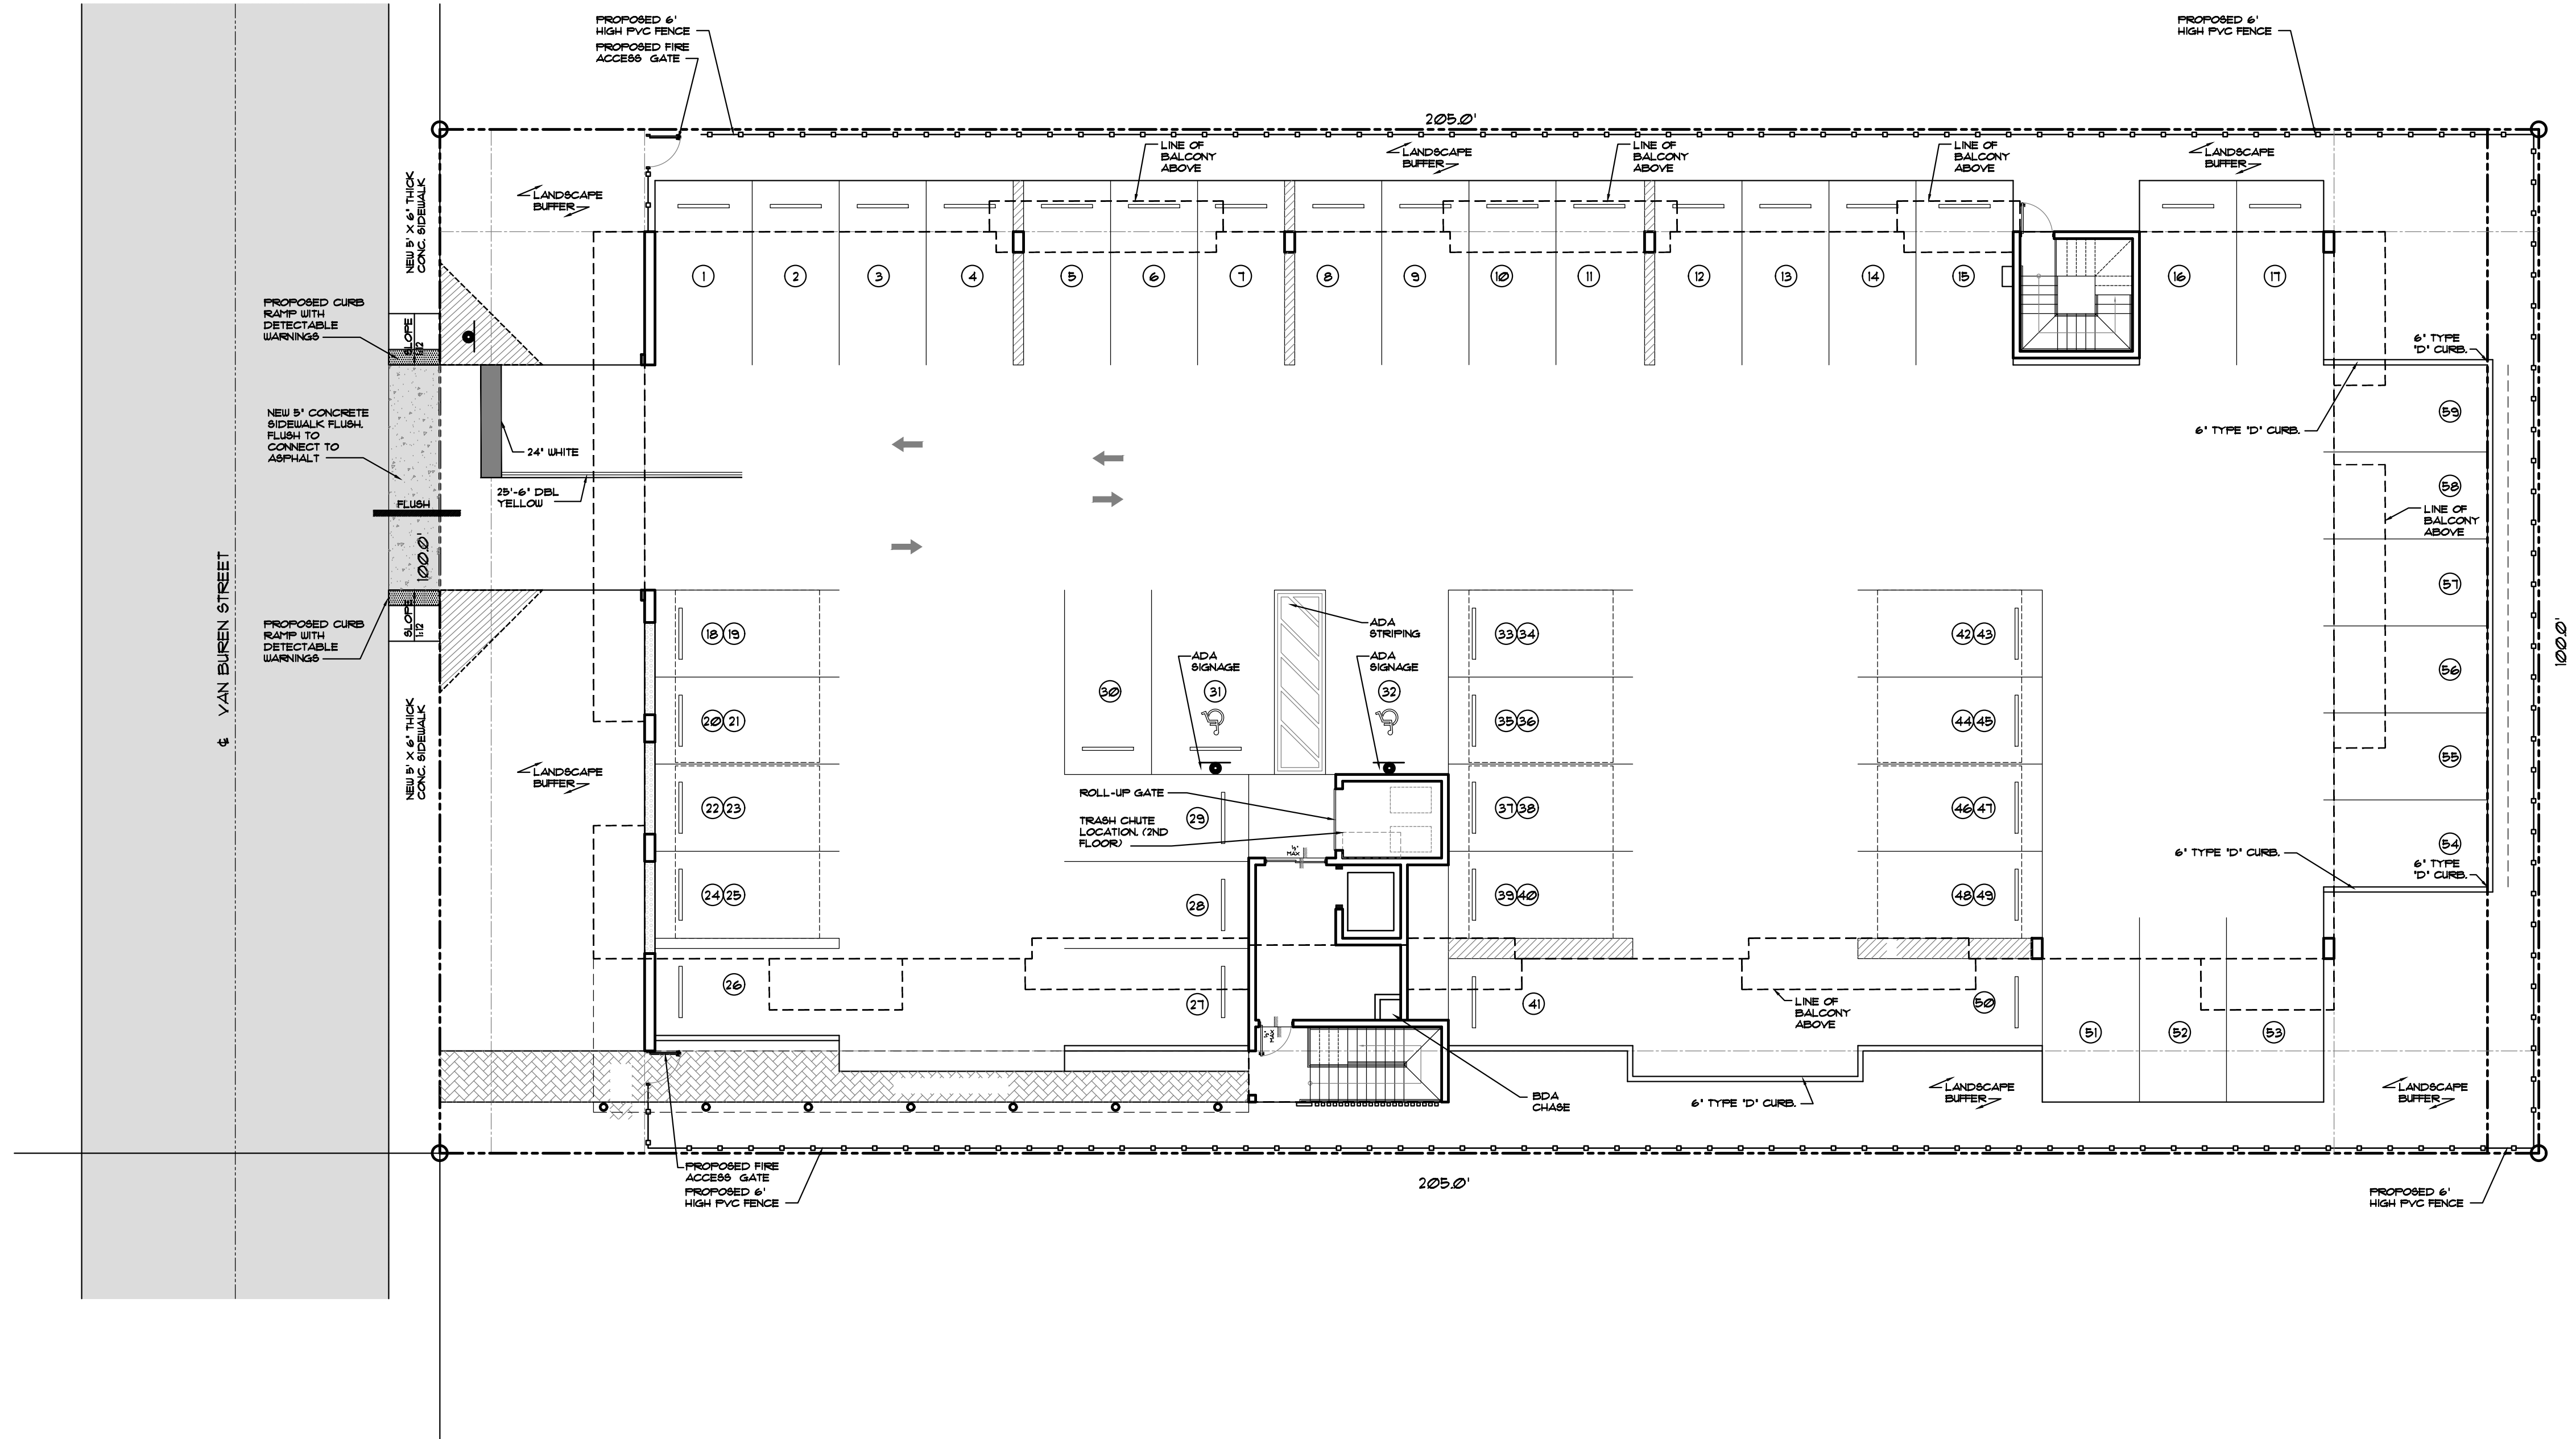 PROPOSED 6'
HIGH PVC FENCE
PROPOSED FIRE
ACCESS GATE
PROPOSED 6'
HIGH PVC FENCE
205.0'
LINE OF
BALCONY
ABOVE
LANDSCAPE
BUFFER
LINE OF
BALCONY
ABOVE
LINE OF
BALCONY
ABOVE
LANDSCAPE
BUFFER
LANDSCAPE
BUFFER
NEW 5' X 6" THICK
CONC. SIDEWALK
1
2
3
4
5
6
7
8
9
10
11
12
13
14
15
16
17
PROPOSED CURB
RAMP WITH
DETECTABLE
WARNINGS
SLOPE
1:12
6" TYPE
"D" CURB.
6" TYPE "D" CURB.
NEW 5" CONCRETE
SIDEWALK FLUSH.
FLUSH TO
CONNECT TO
ASPHALT
24" WHITE
25'-6" DBL
YELLOW
FLUSH
100.0'
59
58
LINE OF
BALCONY
ABOVE
57
56
55
54
100.0'
℄ VAN BUREN STREET
SLOPE
1:12
PROPOSED CURB
RAMP WITH
DETECTABLE
WARNINGS
NEW 5' X 6" THICK
CONC. SIDEWALK
LANDSCAPE
BUFFER
18 19
20 21
22 23
24 25
26
30
31
32
ADA
STRIPING
ADA
SIGNAGE
ADA
SIGNAGE
ROLL-UP GATE
TRASH CHUTE
LOCATION. (2ND
FLOOR)
29
28
27
½"
MAX
½"
MAX
33 34
35 36
37 38
39 40
41
42 43
44 45
46 47
48 49
50
LINE OF
BALCONY
ABOVE
51
52
53
6" TYPE "D" CURB.
6" TYPE
"D" CURB.
BDA
CHASE
6" TYPE "D" CURB.
LANDSCAPE
BUFFER
LANDSCAPE
BUFFER
PROPOSED FIRE
ACCESS GATE
PROPOSED 6'
HIGH PVC FENCE
205.0'
PROPOSED 6'
HIGH PVC FENCE